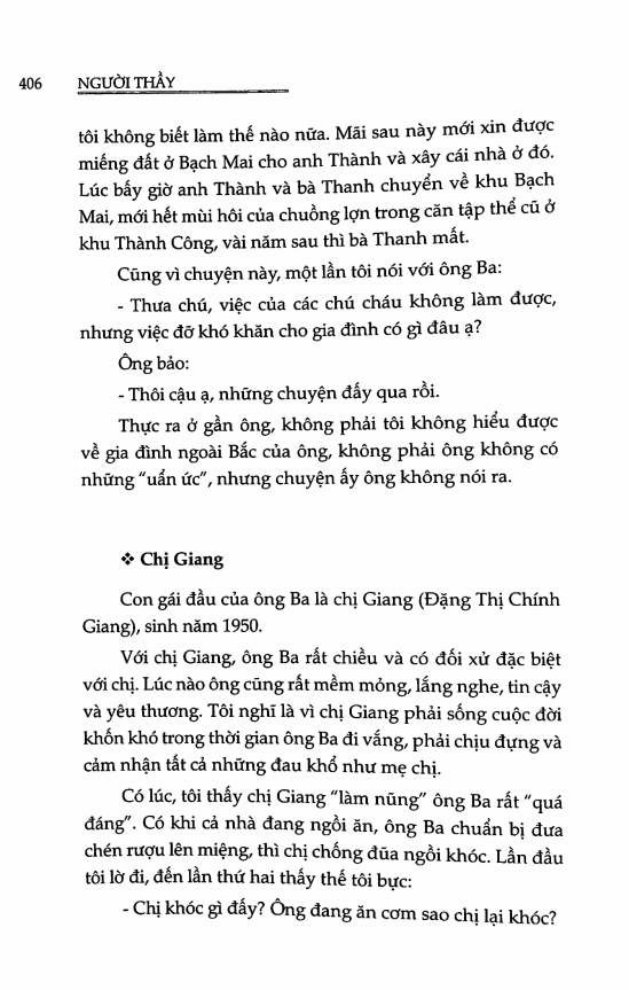 406 NGƯỜI THẦY
tôi không biết làm thế nào nữa. Mãi sau này mới xin được
miếng đất ở Bạch Mai cho anh Thành và xây cái nhà ở đó.
Lúc bấy giờ anh Thành và bà Thanh chuyển về khu Bạch
Mai, mới hết mùi hôi của chuồng lợn trong căn tập thể cũ ở
khu Thành Công, vài năm sau thì bà Thanh mất.
Cũng vì chuyện này, một lần tôi nói với ông Ba:
- Thưa chú, việc của các chú cháu không làm được,
nhưng việc đỡ khó khăn cho gia đình có gì đâu ạ?
Ông bảo:
- Thôi cậu ạ, những chuyện đấy qua rồi.
Thực ra ở gần ông, không phải tôi không hiểu được
về gia đình ngoài Bắc của ông, không phải ông không có
những "uẩn ức", nhưng chuyện ấy ông không nói ra.
❖ Chị Giang
Con gái đầu của ông Ba là chị Giang (Đặng Thị Chính
Giang), sinh năm 1950.
Với chị Giang, ông Ba rất chiều và có đối xử đặc biệt
với chị. Lúc nào ông cũng rất mềm mỏng, lắng nghe, tin cậy
và yêu thương. Tôi nghĩ là vì chị Giang phải sống cuộc đời
khốn khó trong thời gian ông Ba đi vắng, phải chịu đựng và
cảm nhận tất cả những đau khổ như mẹ chị.
Có lúc, tôi thấy chị Giang "làm nũng" ông Ba rất "quá
đáng". Có khi cả nhà đang ngồi ăn, ông Ba chuẩn bị đưa
chén rượu lên miệng, thì chị chống đũa ngồi khóc. Lần đầu
tôi lờ đi, đến lần thứ hai thấy thế tôi bực:
- Chị khóc gì đấy? Ông đang ăn cơm sao chị lại khóc?